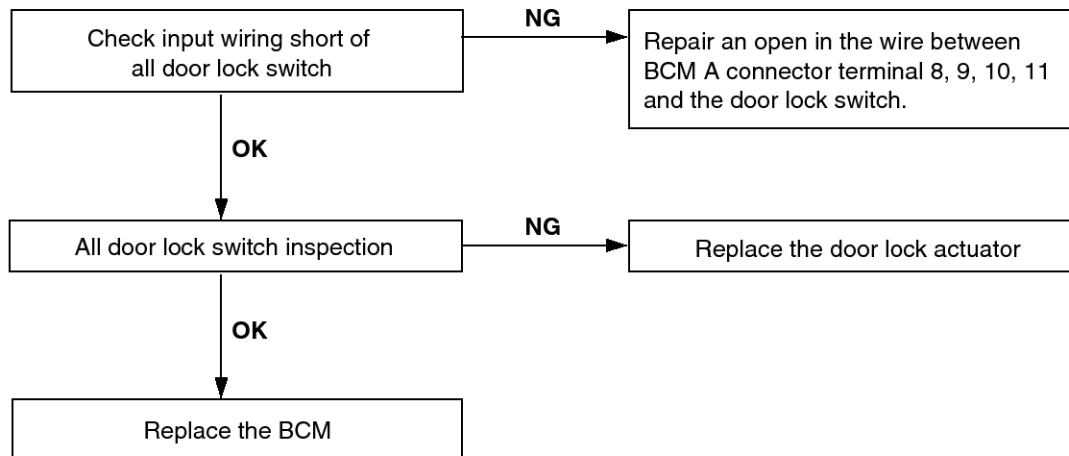 Check input wiring short of
all door lock switch
NG
Repair an open in the wire between
BCM A connector terminal 8, 9, 10, 11
and the door lock switch.
OK
All door lock switch inspection
NG
Replace the door lock actuator
OK
Replace the BCM